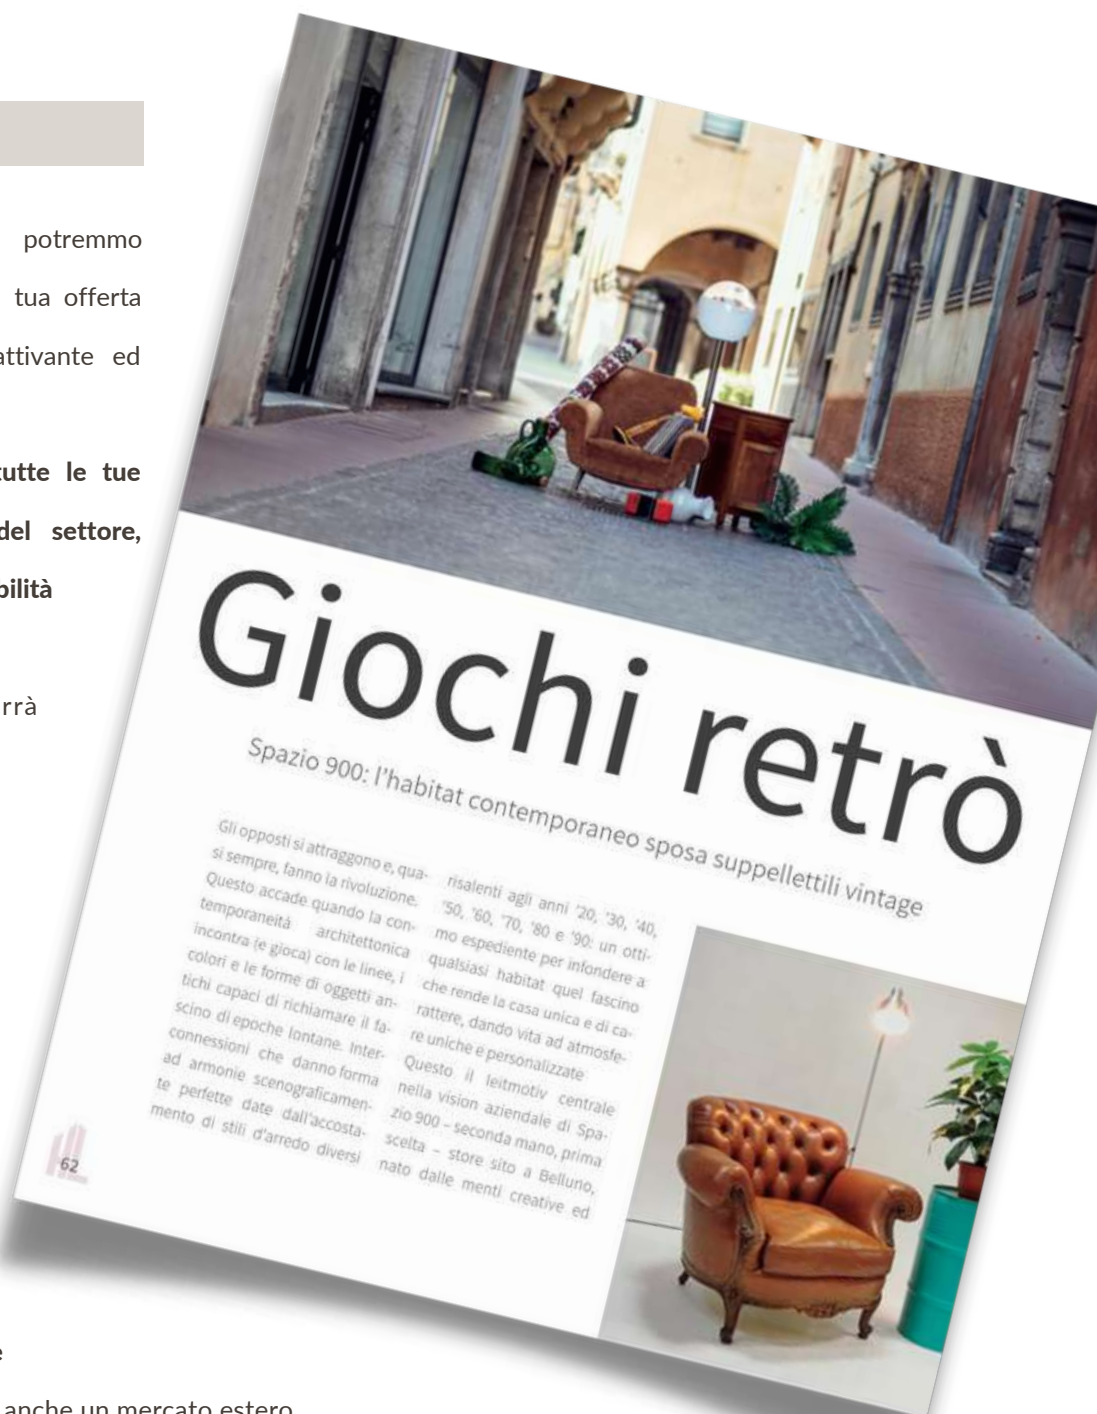 potremmo
tua offerta
attivante ed
tutte le tue
del settore,
bilità
rrà
Giochi retrò
Spazio 900: l'habitat contemporaneo sposa suppellettili vintage
Gli opposti si attraggono e, qua-
si sempre, fanno la rivoluzione.
Questo accade quando la con-
temporaneità architettonica
incontra (e gioca) con le linee, i
colori e le forme di oggetti an-
tichi capaci di richiamare il fa-
scino di epoche lontane. Inter-
connessioni che danno forma
ad armonie scenograficamen-
te perfette date dall'accosta-
mento di stili d'arredo diversi
risalenti agli anni '20, '30, '40,
'50, '60, '70, '80 e '90: un otti-
mo espediente per infondere a
qualsiasi habitat quel fascino
che rende la casa unica e di ca-
rattere, dando vita ad atmosfe-
re uniche e personalizzate
Questo il leitmotiv centrale
nella vision aziendale di Spa-
zio 900 – seconda mano, prima
scelta – store sito a Belluno,
nato dalle menti creative ed
62
e
anche un mercato estero